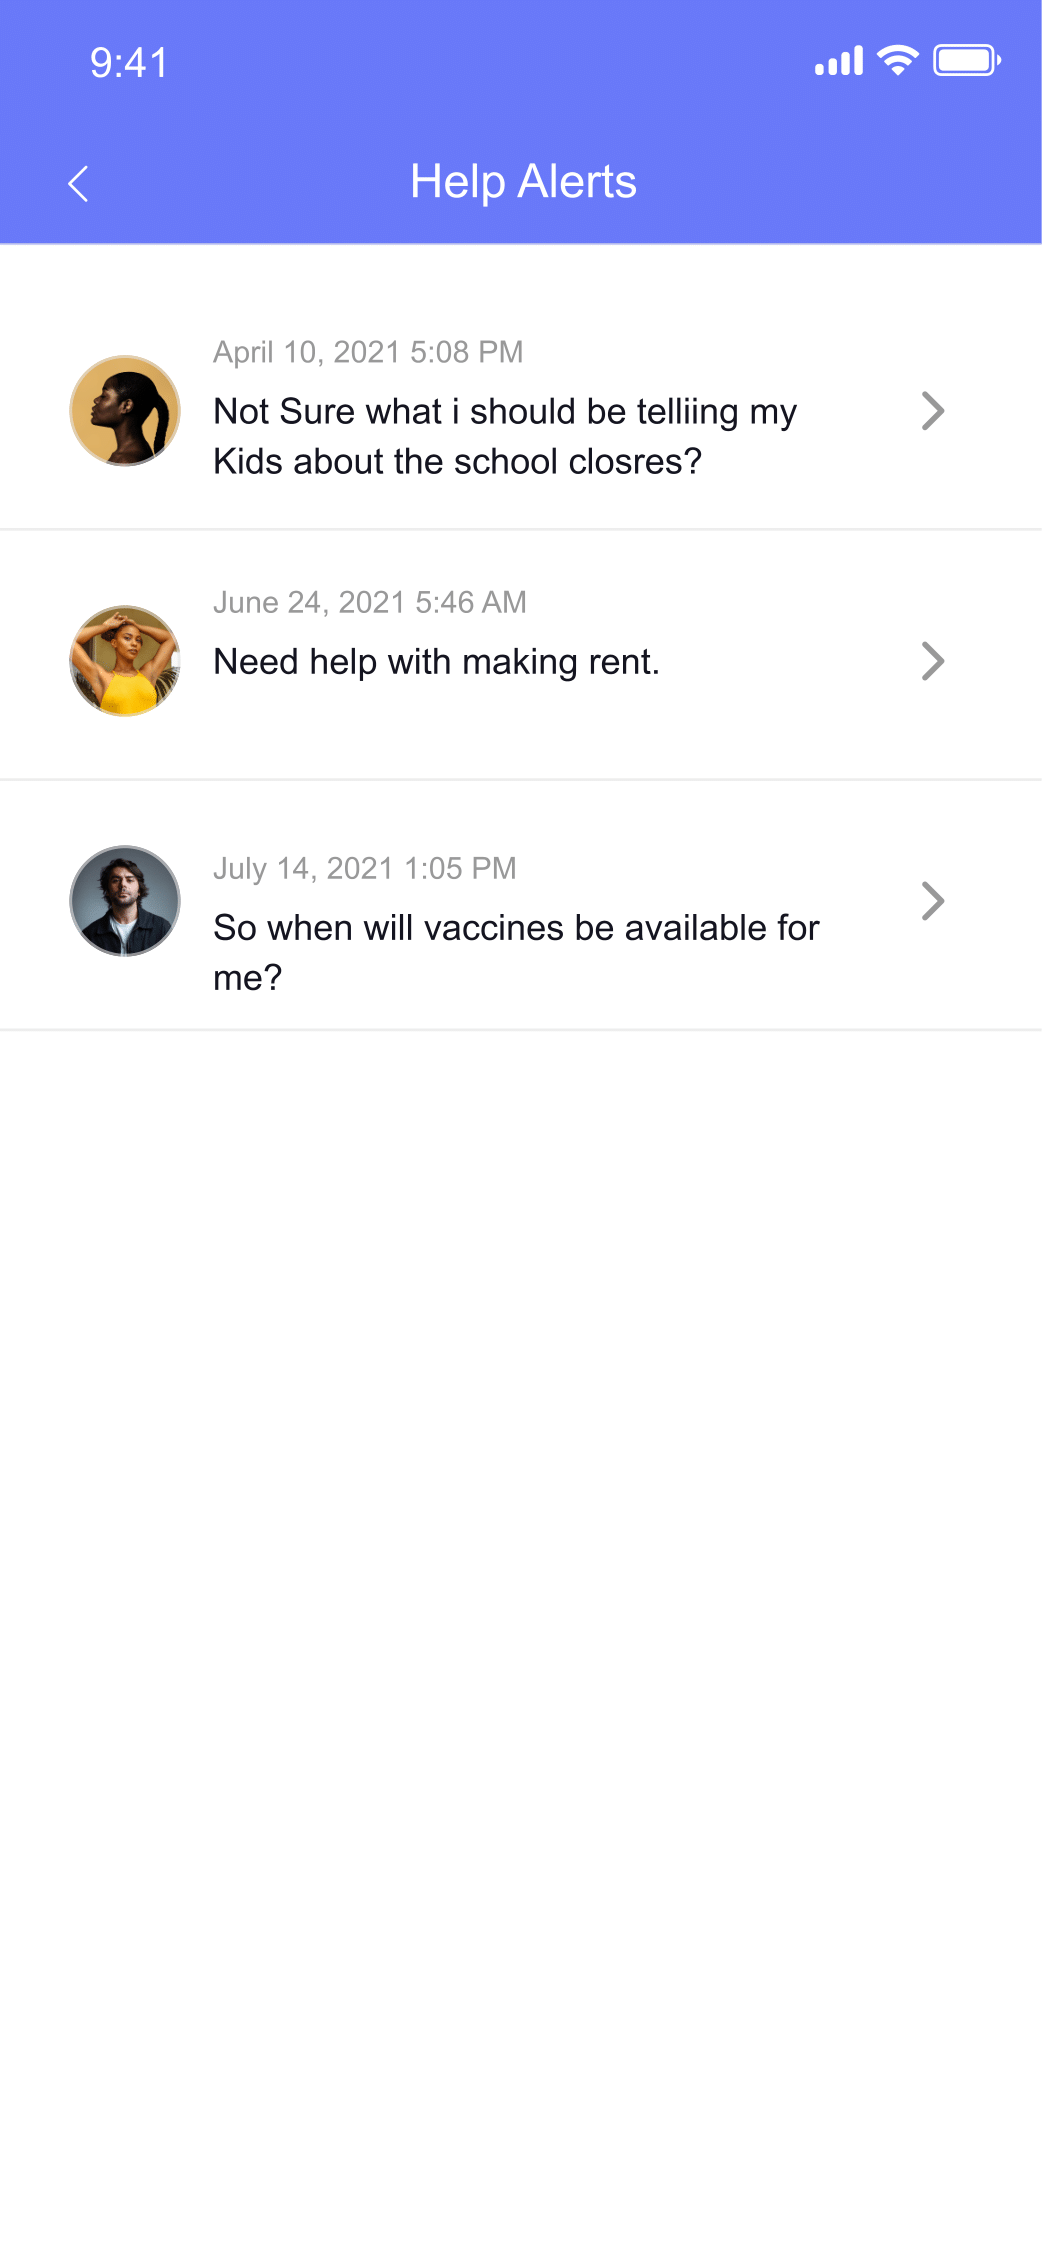 9:41
Help Alerts
April 10, 2021 5:08 PM
Not Sure what i should be telliing my
Kids about the school closres?
June 24, 2021 5:46 AM
Need help with making rent.
July 14, 2021 1:05 PM
So when will vaccines be available for
me?